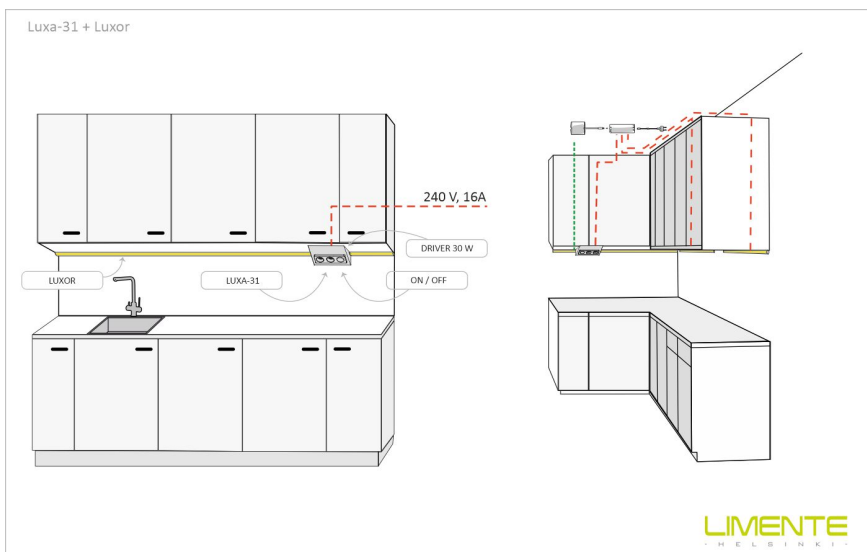 Luxa-31 + Luxor
240 V, 16A
DRIVER 30 W
LUXOR
LUXA-31
ON / OFF
LIMENTE
· HELSINKI ·